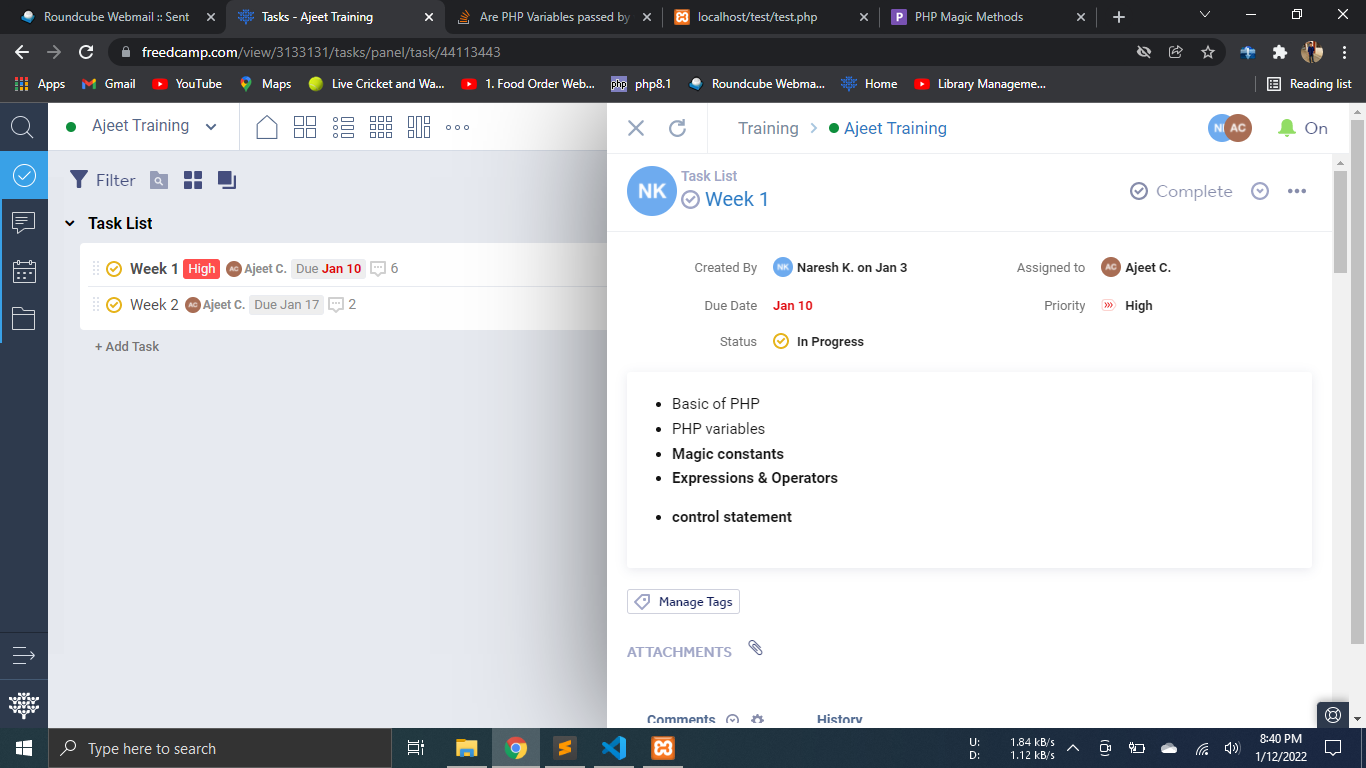 Roundcube Webmail :: Sent
Tasks - Ajeet Training
Are PHP Variables passed by
localhost/test/test.php
PHP Magic Methods
freedcamp.com/view/3133131/tasks/panel/task/44113443
Apps
Gmail
YouTube
Maps
Live Cricket and Wa...
1. Food Order Web...
php php8.1
Roundcube Webma...
Home
Library Manageme...
Reading list
Ajeet Training
Training
Ajeet Training
AC
On
Filter
NK
Task List
Week 1
Complete
Task List
Week 1 High AC Ajeet C. Due Jan 10 6
Week 2 AC Ajeet C. Due Jan 17 2
+ Add Task
Created By NK Naresh K. on Jan 3
Assigned to AC Ajeet C.
Due Date Jan 10
Priority High
Status In Progress
Basic of PHP
PHP variables
Magic constants
Expressions & Operators
control statement
Manage Tags
ATTACHMENTS
Comments
History
Type here to search
U: 1.84 kB/s
D: 1.12 kB/s
8:40 PM
1/12/2022